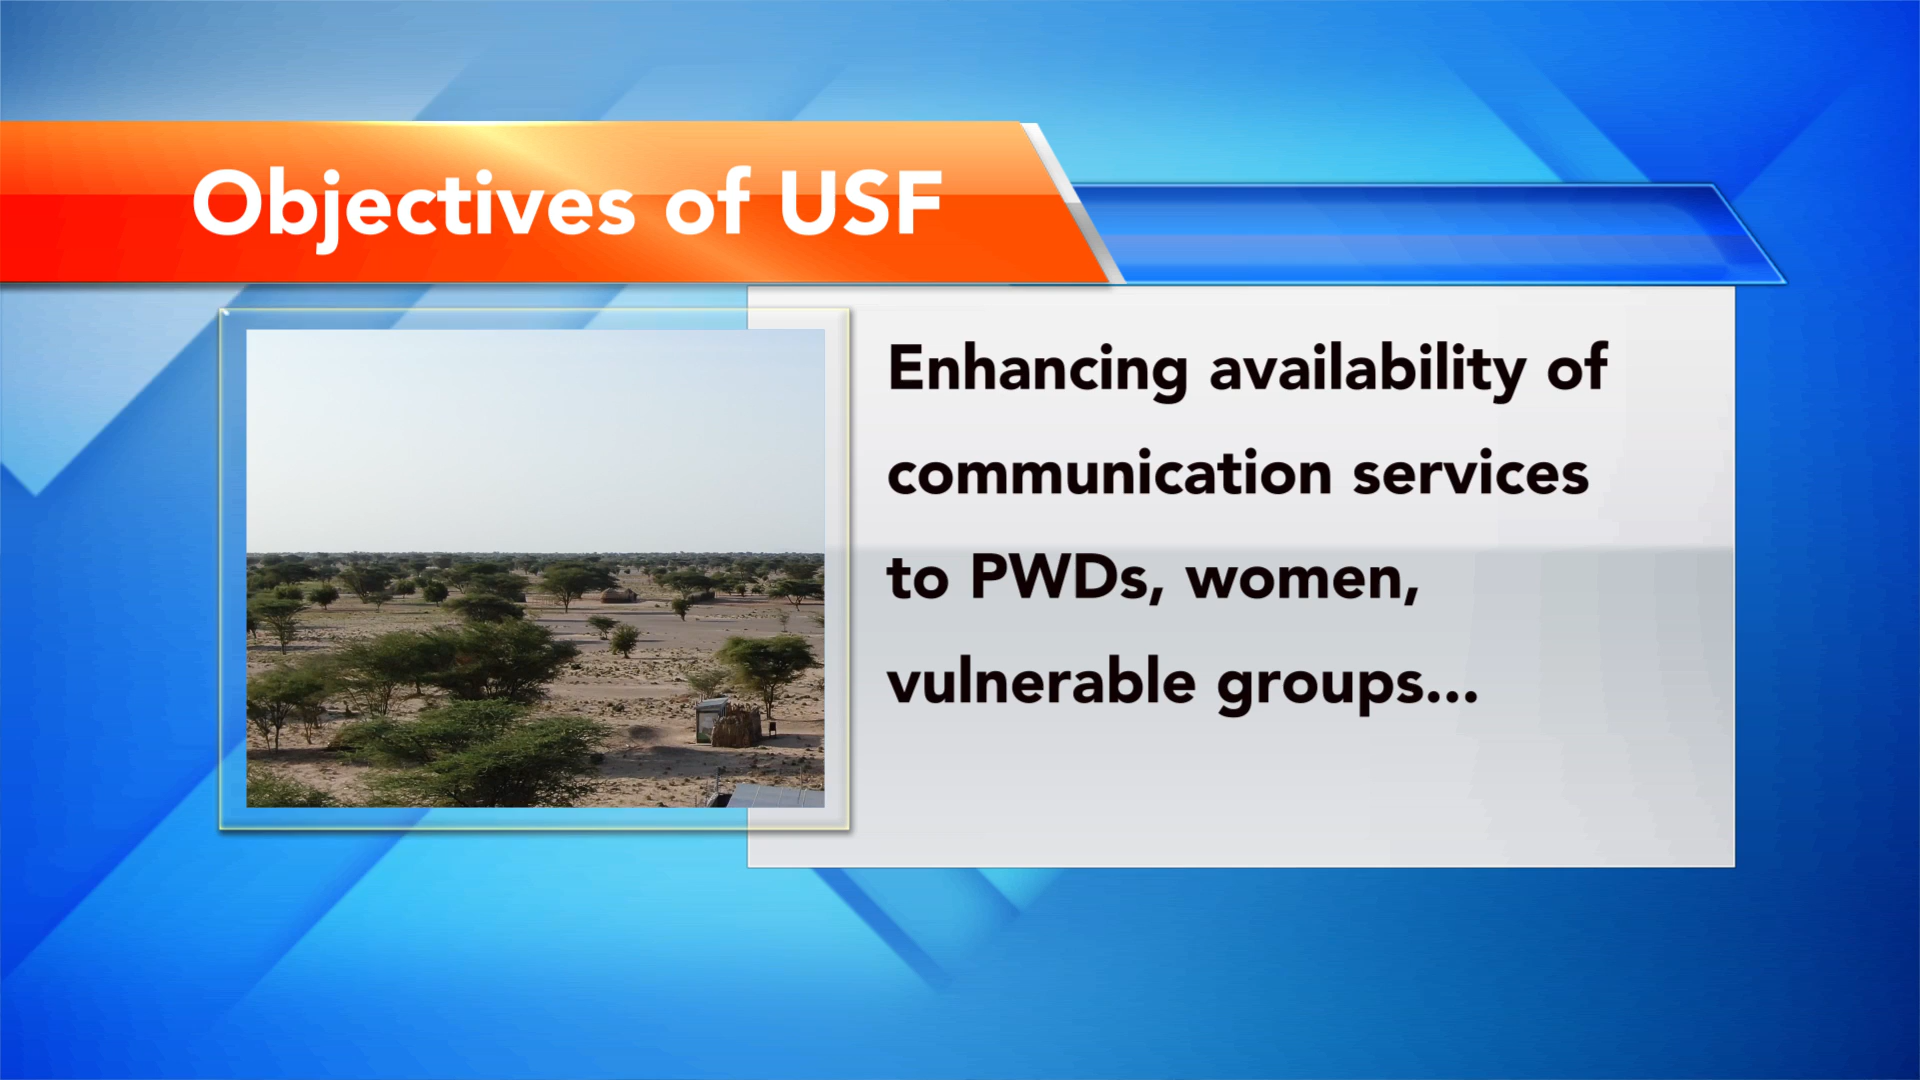 Objectives of USF
Enhancing availability of
communication services
to PWDs, women,
vulnerable groups...